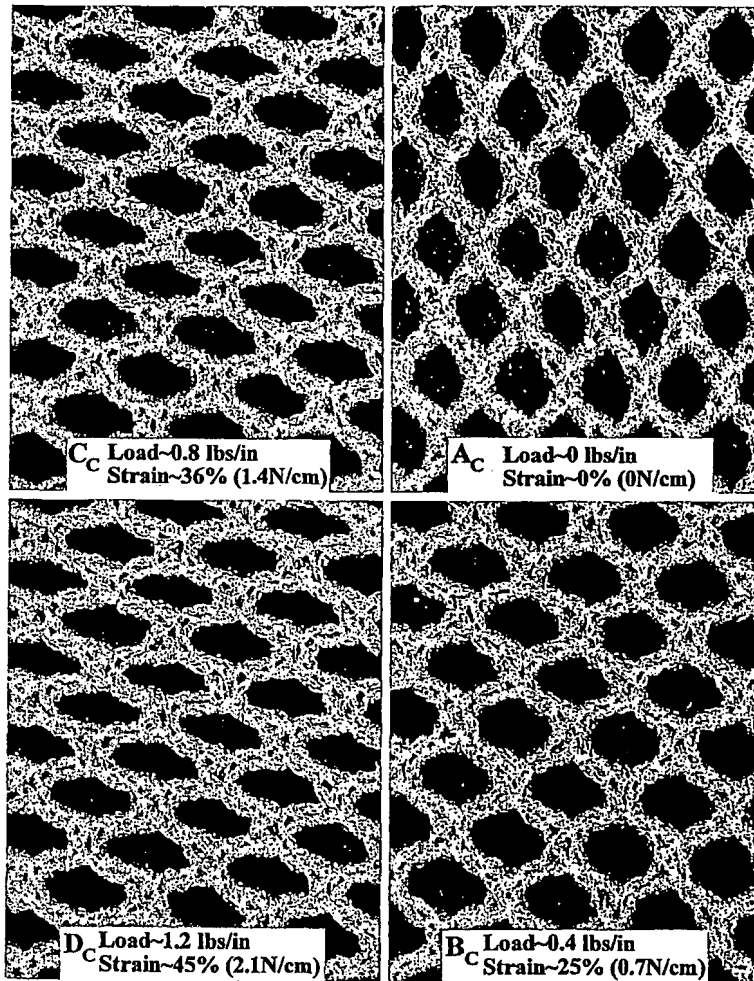 C_C Load~0.8 lbs/in
Strain~36% (1.4N/cm)
A_C Load~0 lbs/in
Strain~0% (0N/cm)
D_C Load~1.2 lbs/in
Strain~45% (2.1N/cm)
B_C Load~0.4 lbs/in
Strain~25% (0.7N/cm)